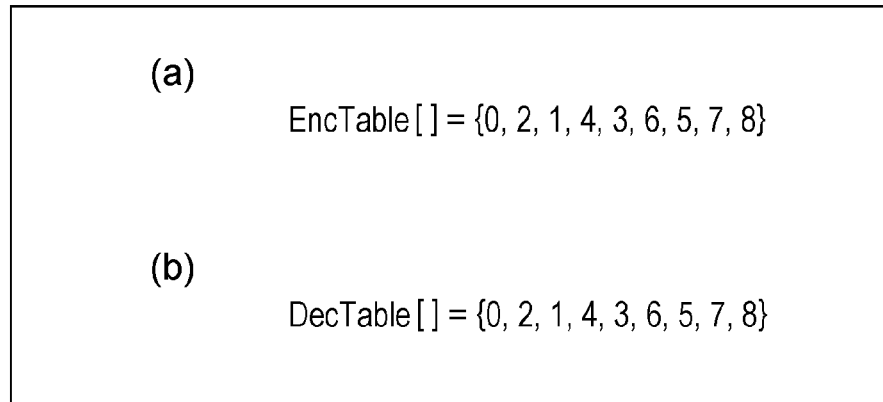 (a)
EncTable[ ] = {0, 2, 1, 4, 3, 6, 5, 7, 8}
(b)
DecTable[ ] = {0, 2, 1, 4, 3, 6, 5, 7, 8}